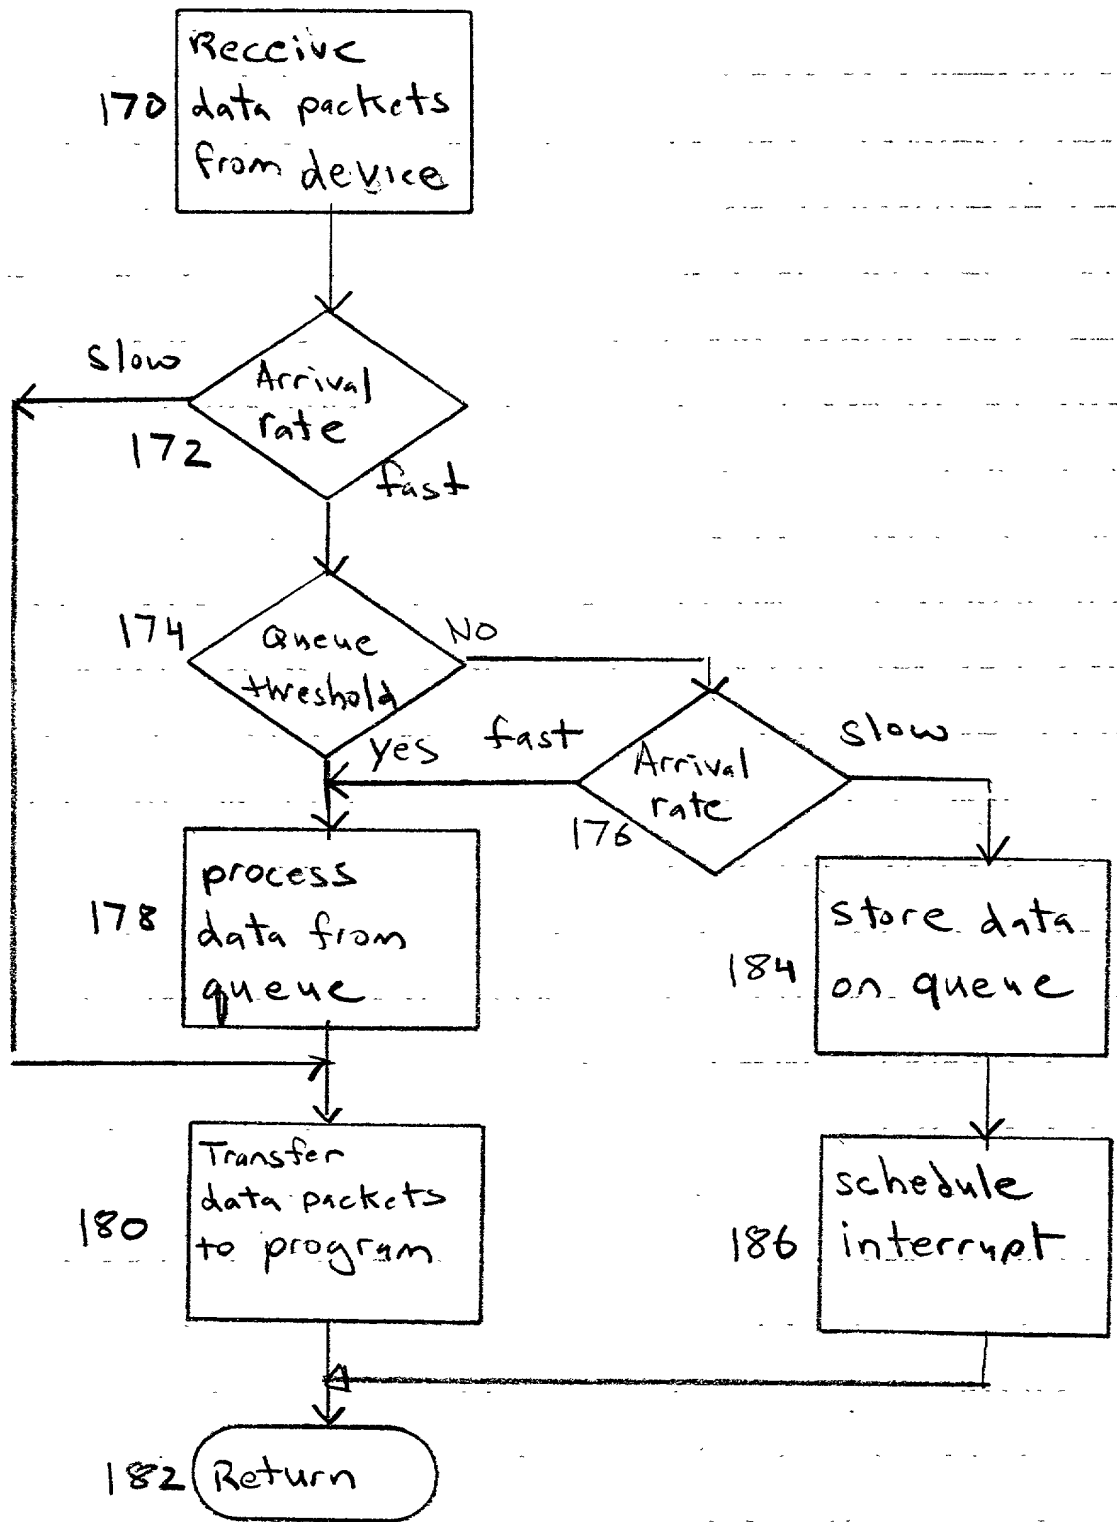 Receive
170 data packets
from device
slow
Arrival
rate
172
fast
174
Queue
threshold
No
yes
fast
slow
Arrival
rate
176
process
178 data from
queue
store data
184 on queue
Transfer
data packets
180 to program
schedule
186 interrupt
182 Return